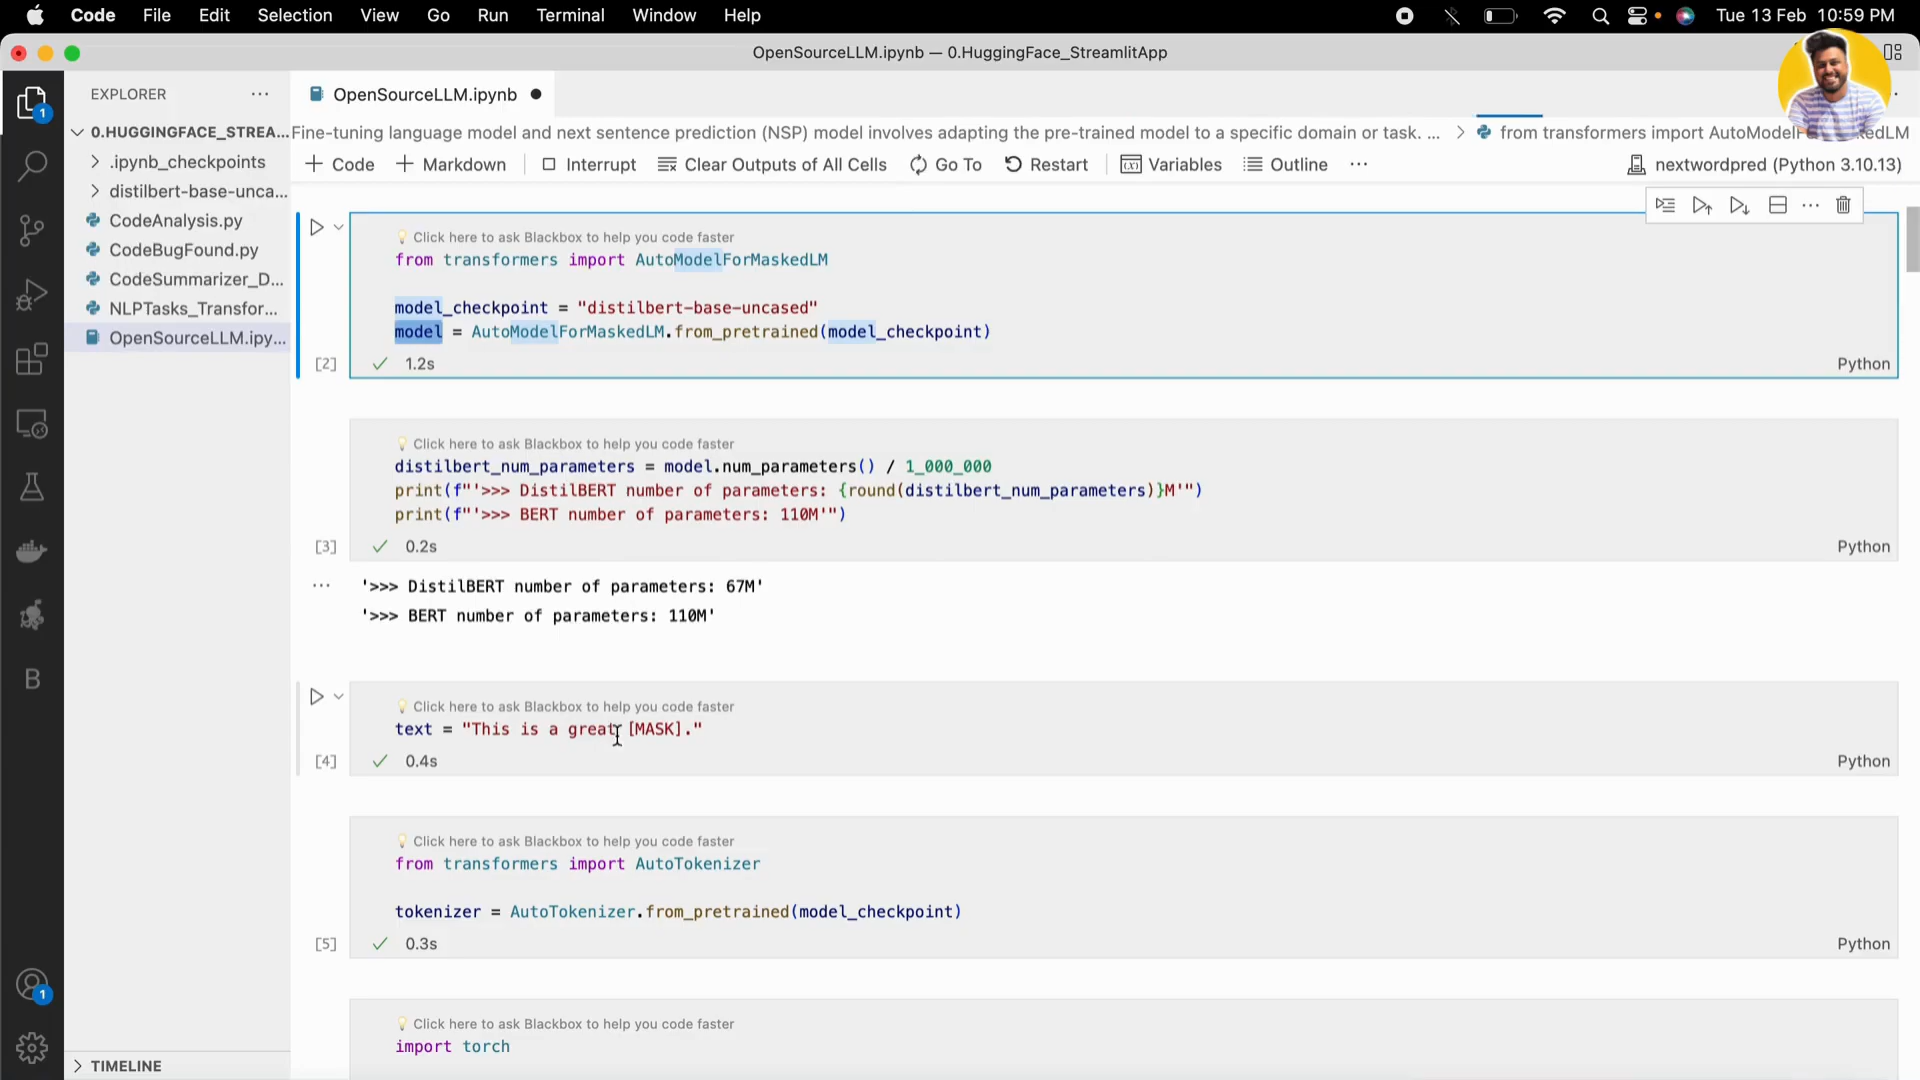 Code File Edit Selection View Go Run Terminal Window Help Tue 13 Feb 10:59 PM
OpenSourceLLM.ipynb — 0.HuggingFace_StreamlitApp
EXPLORER ···
OpenSourceLLM.ipynb
1
0.HUGGINGFACE_STREA...
Fine-tuning language model and next sentence prediction (NSP) model involves adapting the pre-trained model to a specific domain or task. ... > from transformers import AutoModelF
kedLM
+ Code + Markdown Interrupt Clear Outputs of All Cells Go To Restart Variables Outline ··· nextwordpred (Python 3.10.13)
.ipynb_checkpoints
distilbert-base-unca...
CodeAnalysis.py
CodeBugFound.py
CodeSummarizer_D...
NLPTasks_Transfor...
OpenSourceLLM.ipy...
Click here to ask Blackbox to help you code faster
from transformers import AutoModelForMaskedLM
model_checkpoint = "distilbert-base-uncased"
model = AutoModelForMaskedLM.from_pretrained(model_checkpoint)
[2] ✓ 1.2s Python
Click here to ask Blackbox to help you code faster
distilbert_num_parameters = model.num_parameters() / 1_000_000
print(f"'>>> DistilBERT number of parameters: {round(distilbert_num_parameters)}M'")
print(f"'>>> BERT number of parameters: 110M'")
[3] ✓ 0.2s Python
··· '>>> DistilBERT number of parameters: 67M'
'>>> BERT number of parameters: 110M'
B
Click here to ask Blackbox to help you code faster
text = "This is a great [MASK]."
[4] ✓ 0.4s Python
Click here to ask Blackbox to help you code faster
from transformers import AutoTokenizer
tokenizer = AutoTokenizer.from_pretrained(model_checkpoint)
[5] ✓ 0.3s Python
1
Click here to ask Blackbox to help you code faster
import torch
TIMELINE